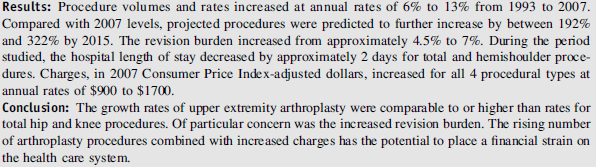 Results: Procedure volumes and rates increased at annual rates of 6% to 13% from 1993 to 2007.
Compared with 2007 levels, projected procedures were predicted to further increase by between 192%
and 322% by 2015. The revision burden increased from approximately 4.5% to 7%. During the period
studied, the hospital length of stay decreased by approximately 2 days for total and hemishoulder proce-
dures. Charges, in 2007 Consumer Price Index-adjusted dollars, increased for all 4 procedural types at
annual rates of $900 to $1700.
Conclusion: The growth rates of upper extremity arthroplasty were comparable to or higher than rates for
total hip and knee procedures. Of particular concern was the increased revision burden. The rising number
of arthroplasty procedures combined with increased charges has the potential to place a financial strain on
the health care system.